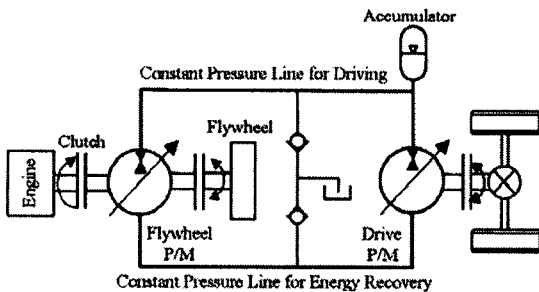 Accumulator
Constant Pressure Line for Driving
Clutch
Flywheel
Engine
Flywheel
P/M
Drive
P/M
Constant Pressure Line for Energy Recovery